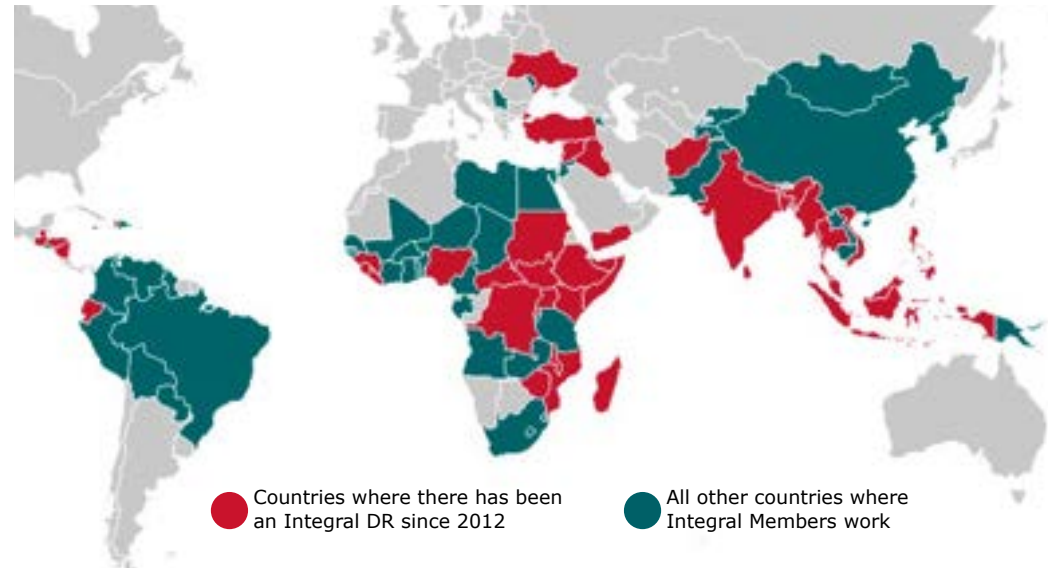 Countries where there has been
an Integral DR since 2012
All other countries where
Integral Members work